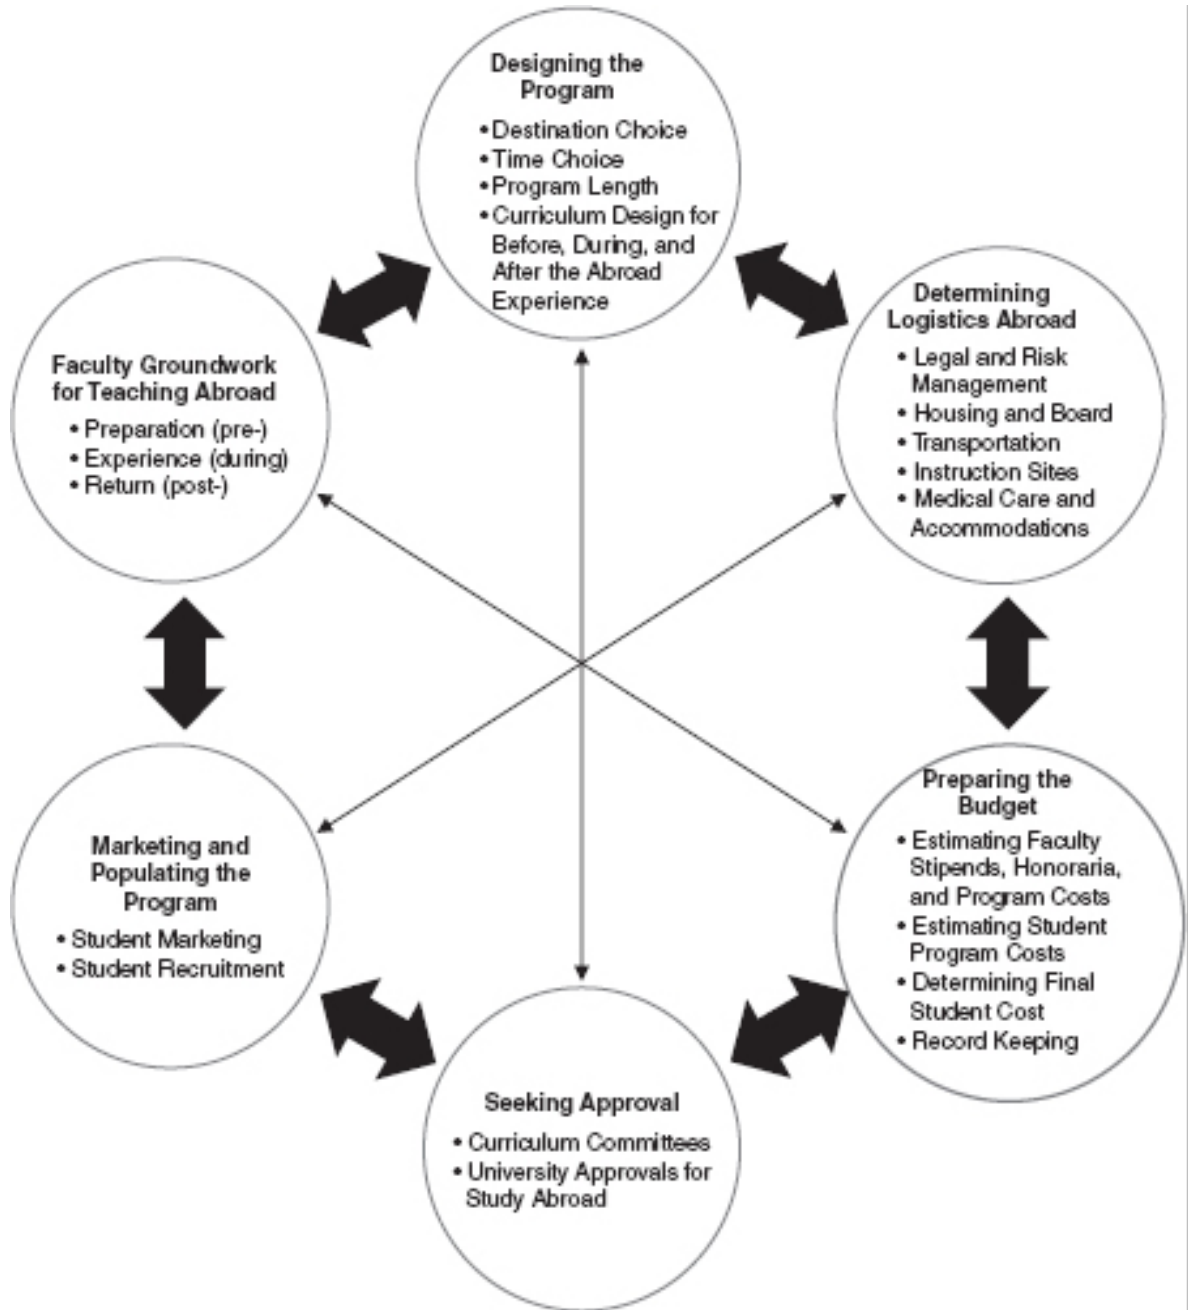 Designing the
Program
• Destination Choice
• Time Choice
• Program Length
• Curriculum Design for
Before, During, and
After the Abroad
Experience
Determining
Logistics Abroad
• Legal and Risk
Management
• Housing and Board
• Transportation
• Instruction Sites
• Medical Care and
Accommodations
Preparing the
Budget
• Estimating Faculty
Stipends, Honoraria,
and Program Costs
• Estimating Student
Program Costs
• Determining Final
Student Cost
• Record Keeping
Seeking Approval
• Curriculum Committees
• University Approvals for
Study Abroad
Marketing and
Populating the
Program
• Student Marketing
• Student Recruitment
Faculty Groundwork
for Teaching Abroad
• Preparation (pre-)
• Experience (during)
• Return (post-)